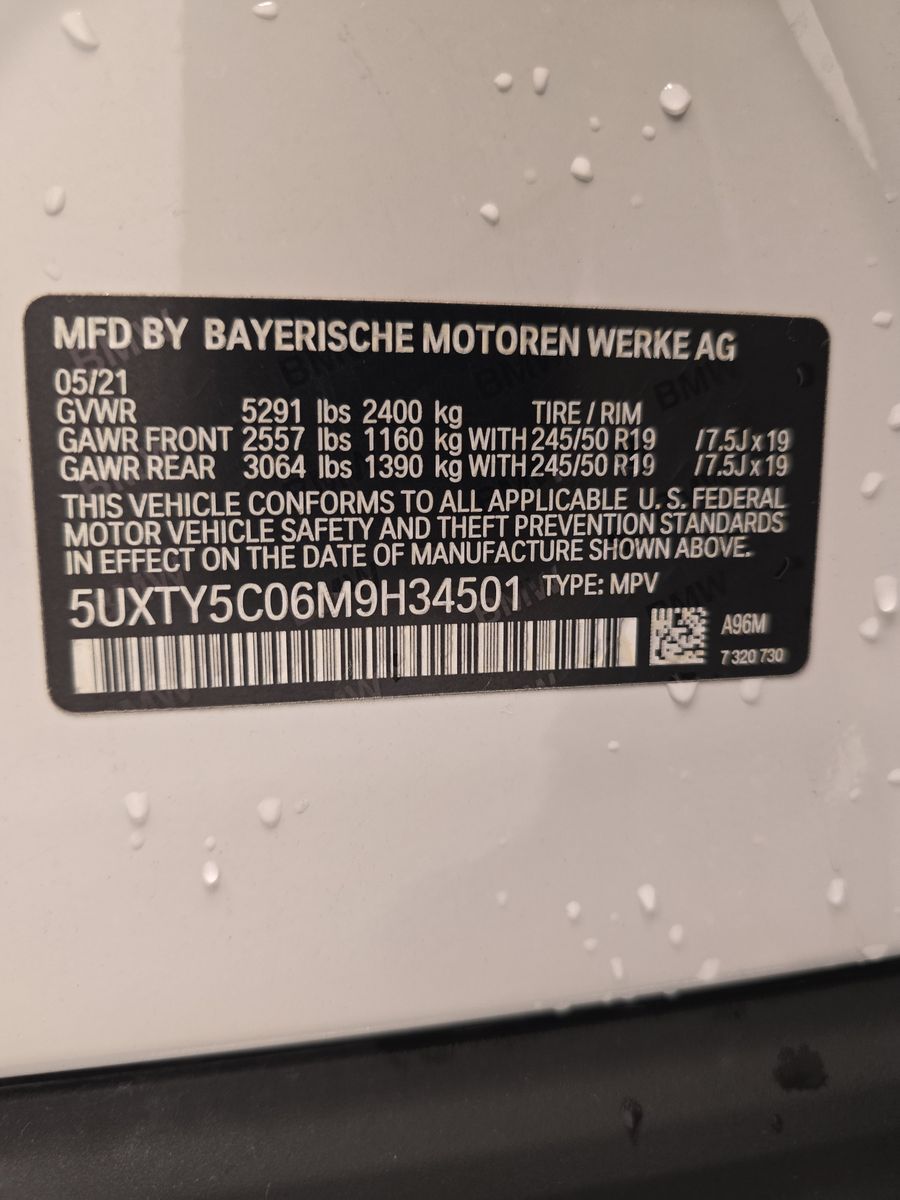 MFD BY BAYERISCHE MOTOREN WERKE AG
05/21
GVWR 5291 lbs 2400 kg TIRE / RIM
GAWR FRONT 2557 lbs 1160 kg WITH 245/50 R19 /7.5J x 19
GAWR REAR 3064 lbs 1390 kg WITH 245/50 R19 /7.5J x 19
THIS VEHICLE CONFORMS TO ALL APPLICABLE U. S. FEDERAL
MOTOR VEHICLE SAFETY AND THEFT PREVENTION STANDARDS
IN EFFECT ON THE DATE OF MANUFACTURE SHOWN ABOVE.
5UXTY5C06M9H34501 TYPE: MPV
A96M
7 320 730